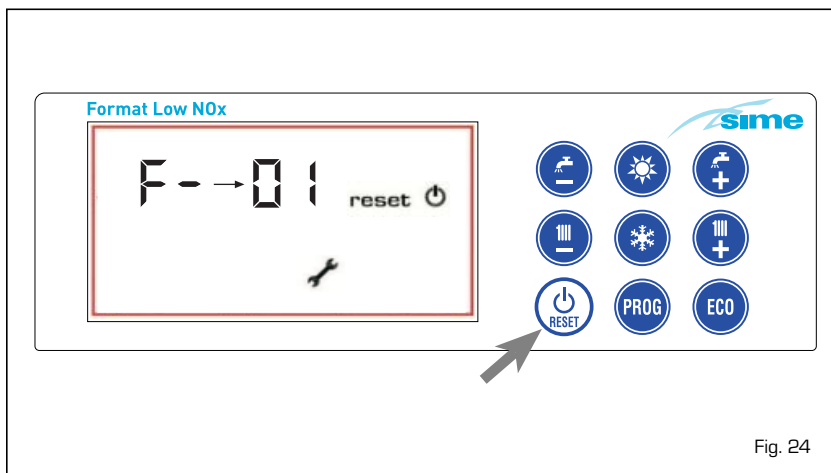 Format Low NOx
sime
F-→01 reset
RESET PROG ECO
Fig. 24